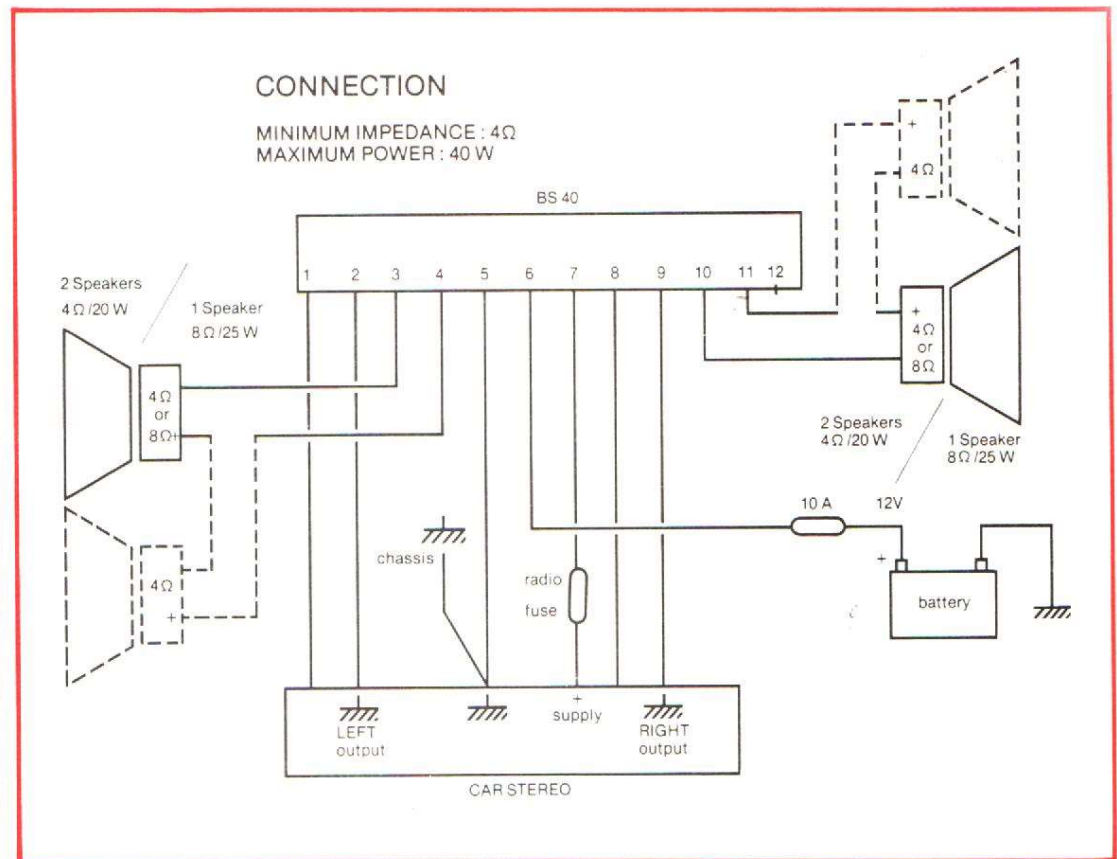 CONNECTION
MINIMUM IMPEDANCE : 4Ω
MAXIMUM POWER : 40 W
BS 40
1 2 3 4 5 6 7 8 9 10 11 12
2 Speakers
4Ω/20 W
1 Speaker
8Ω/25 W
4Ω
or
8Ω+
4Ω
+
+
4Ω
+
4Ω
or
8Ω
2 Speakers
4Ω/20 W
1 Speaker
8Ω/25 W
10 A
12V
+
battery
chassis
radio
fuse
LEFT
output
+
supply
RIGHT
output
CAR STEREO